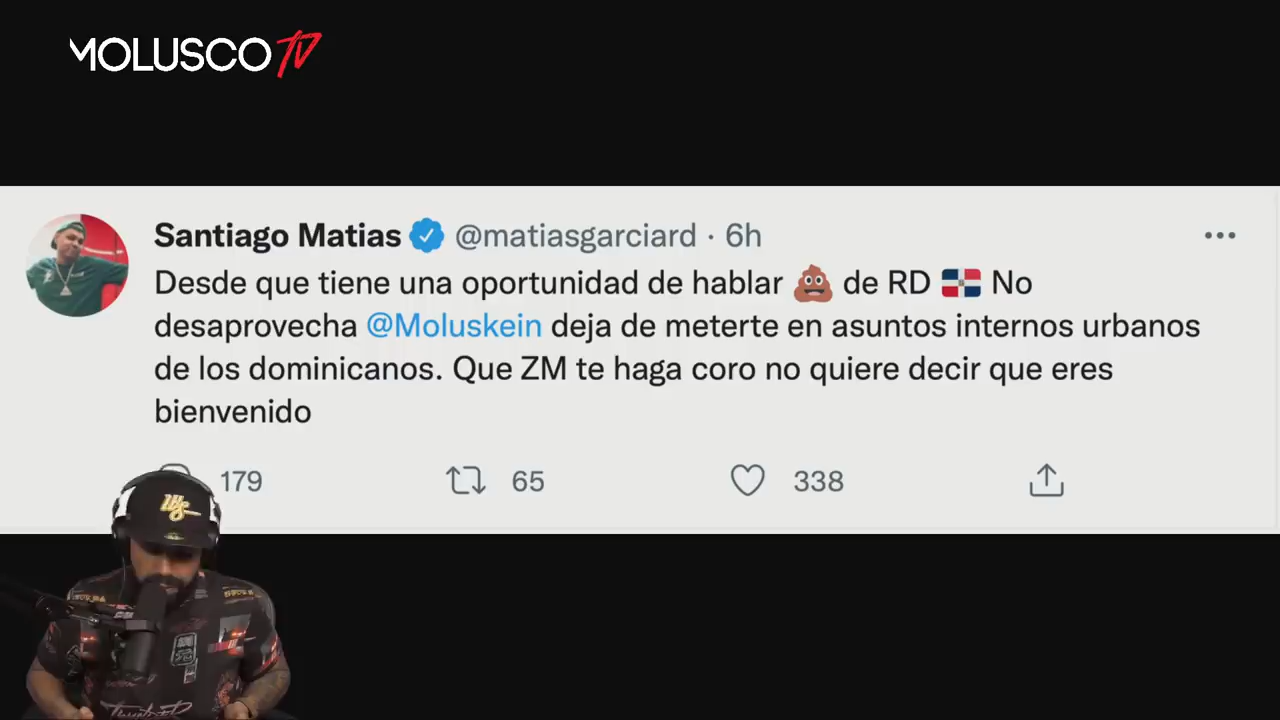 MOLUSCO TV
Santiago Matias @matiasgarciard · 6h
Desde que tiene una oportunidad de hablar 💩 de RD 🇩🇴 No
desaprovecha @Moluskein deja de meterte en asuntos internos urbanos
de los dominicanos. Que ZM te haga coro no quiere decir que eres
bienvenido
179 65 338